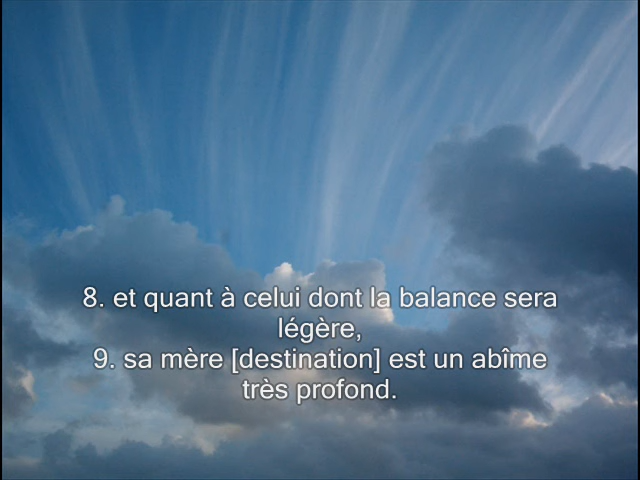 8. et quant à celui dont la balance sera
légère,
9. sa mère [destination] est un abîme
très profond.